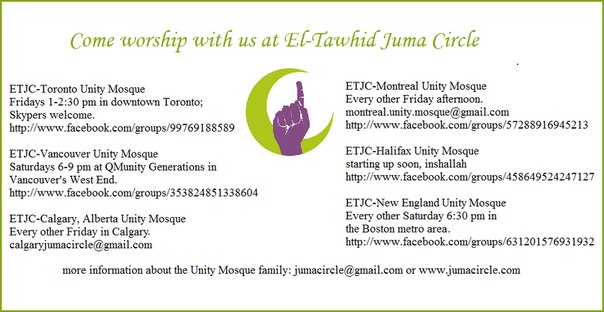 Come worship with us at El-Tawhid Juma Circle
ETJC-Toronto Unity Mosque
Fridays 1-2:30 pm in downtown Toronto;
Skypers welcome.
http://www.facebook.com/groups/99769188589
ETJC-Vancouver Unity Mosque
Saturdays 6-9 pm at QMunity Generations in
Vancouver's West End.
http://www.facebook.com/groups/353824851338604
ETJC-Calgary, Alberta Unity Mosque
Every other Friday in Calgary.
calgaryjumacircle@gmail.com
ETJC-Montreal Unity Mosque
Every other Friday afternoon.
montreal.unity.mosque@gmail.com
http://www.facebook.com/groups/57288916945213
ETJC-Halifax Unity Mosque
starting up soon, inshallah
http://www.facebook.com/groups/458649524247127
ETJC-New England Unity Mosque
Every other Saturday 6:30 pm in
the Boston metro area.
http://www.facebook.com/groups/631201576931932
more information about the Unity Mosque family: jumacircle@gmail.com or www.jumacircle.com